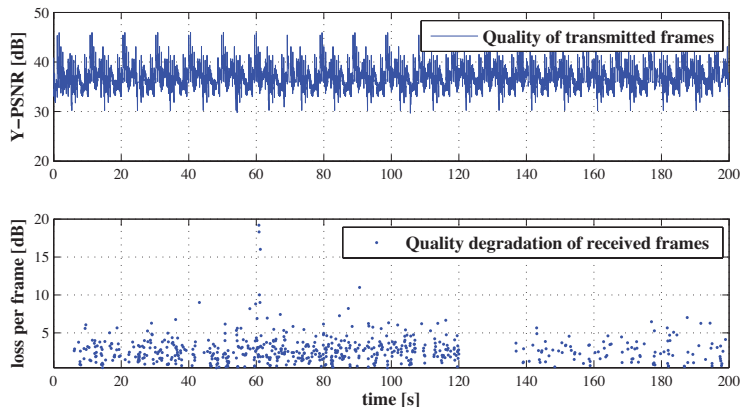 50
40
30
20
Y−PSNR [dB]
Quality of transmitted frames
0 20 40 60 80 100 120 140 160 180 200
20
15
10
5
loss per frame [dB]
Quality degradation of received frames
0 20 40 60 80 100 120 140 160 180 200
time [s]